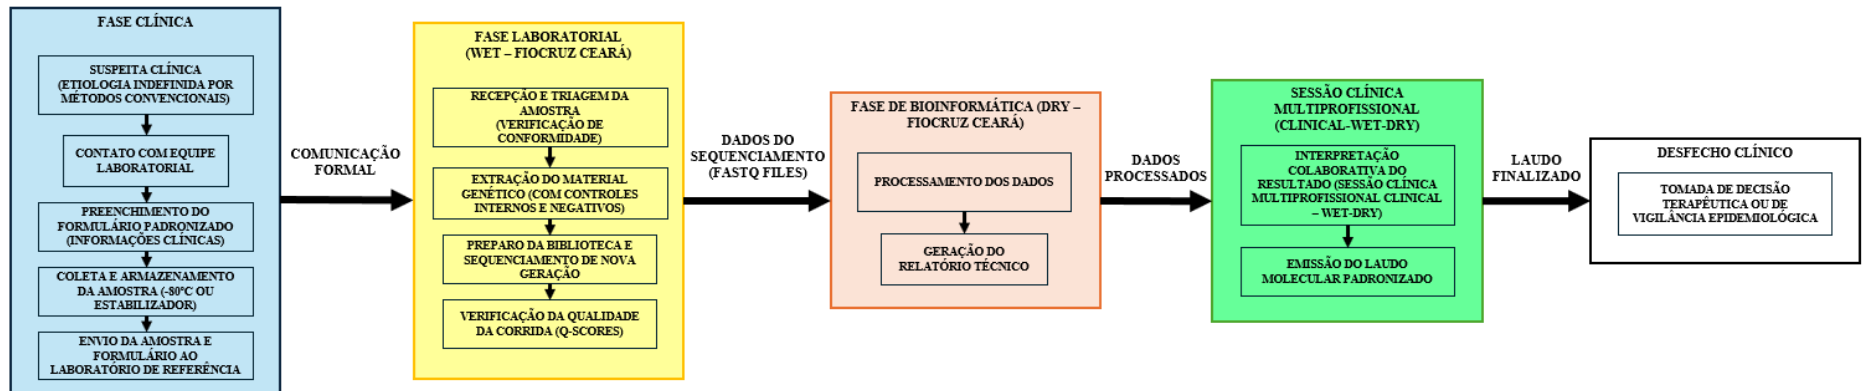 FASE CLÍNICA
SUSPEITA CLÍNICA
(ETIOLOGIA INDEFINIDA POR
MÉTODOS CONVENCIONAIS)
CONTATO COM EQUIPE
LABORATORIAL
PREENCHIMENTO DO
FORMULÁRIO PADRONIZADO
(INFORMAÇÕES CLÍNICAS)
COLETA E ARMAZENAMENTO
DA AMOSTRA (-80ºC OU
ESTABILIZADOR)
ENVIO DA AMOSTRA E
FORMULÁRIO AO
LABORATÓRIO DE REFERÊNCIA
COMUNICAÇÃO
FORMAL
FASE LABORATORIAL
(WET – FIOCRUZ CEARÁ)
RECEPÇÃO E TRIAGEM DA
AMOSTRA
(VERIFICAÇÃO DE
CONFORMIDADE)
EXTRAÇÃO DO MATERIAL
GENÉTICO (COM CONTROLES
INTERNOS E NEGATIVOS)
PREPARO DA BIBLIOTECA E
SEQUENCIAMENTO DE NOVA
GERAÇÃO
VERIFICAÇÃO DA QUALIDADE
DA CORRIDA (Q-SCORES)
DADOS DO
SEQUENCIAMENTO
(FASTQ FILES)
FASE DE BIOINFORMÁTICA (DRY –
FIOCRUZ CEARÁ)
PROCESSAMENTO DOS DADOS
GERAÇÃO DO
RELATÓRIO TÉCNICO
DADOS
PROCESSADOS
SESSÃO CLÍNICA
MULTIPROFISSIONAL
(CLINICAL-WET-DRY)
INTERPRETAÇÃO
COLABORATIVA DO
RESULTADO (SESSÃO CLÍNICA
MULTIPROFISSIONAL CLINICAL
– WET-DRY)
EMISSÃO DO LAUDO
MOLECULAR PADRONIZADO
LAUDO
FINALIZADO
DESFECHO CLÍNICO
TOMADA DE DECISÃO
TERAPÊUTICA OU DE
VIGILÂNCIA EPIDEMIOLÓGICA